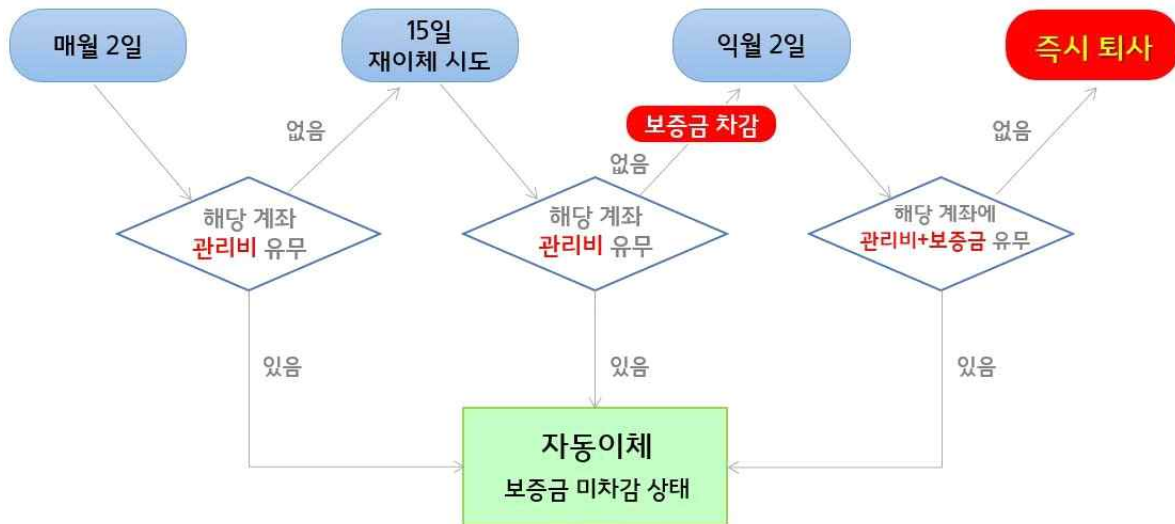 매월 2일
15일
재이체 시도
익월 2일
즉시 퇴사
없음
없음
보증금 차감
없음
해당 계좌
관리비 유무
해당 계좌
관리비 유무
해당 계좌에
관리비+보증금 유무
있음
있음
있음
자동이체
보증금 미차감 상태